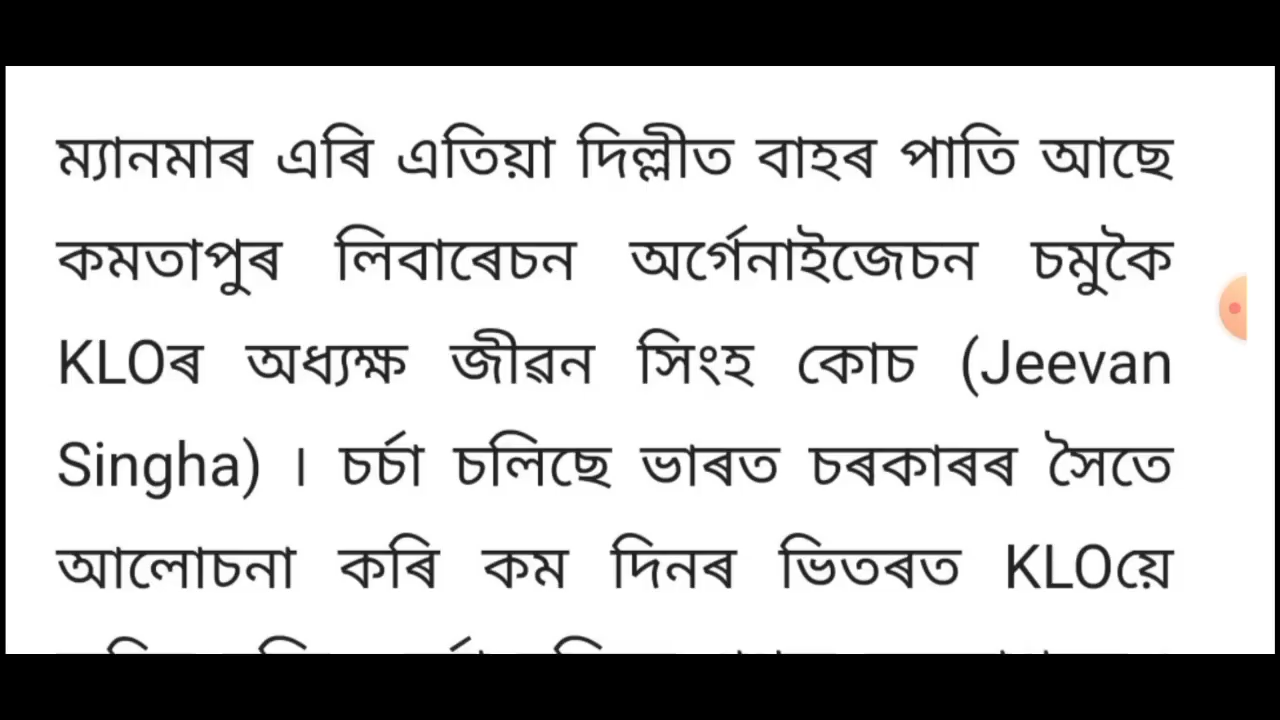 ম্যানমাৰ এৰি এতিয়া দিল্লীত বাহৰ পাতি আছে
কমতাপুৰ লিবাৰেচন অৰ্গেনাইজেচন চমুকৈ
KLOৰ অধ্যক্ষ জীৱন সিংহ কোচ (Jeevan
Singha) । চৰ্চা চলিছে ভাৰত চৰকাৰৰ সৈতে
আলোচনা কৰি কম দিনৰ ভিতৰত KLOয়ে